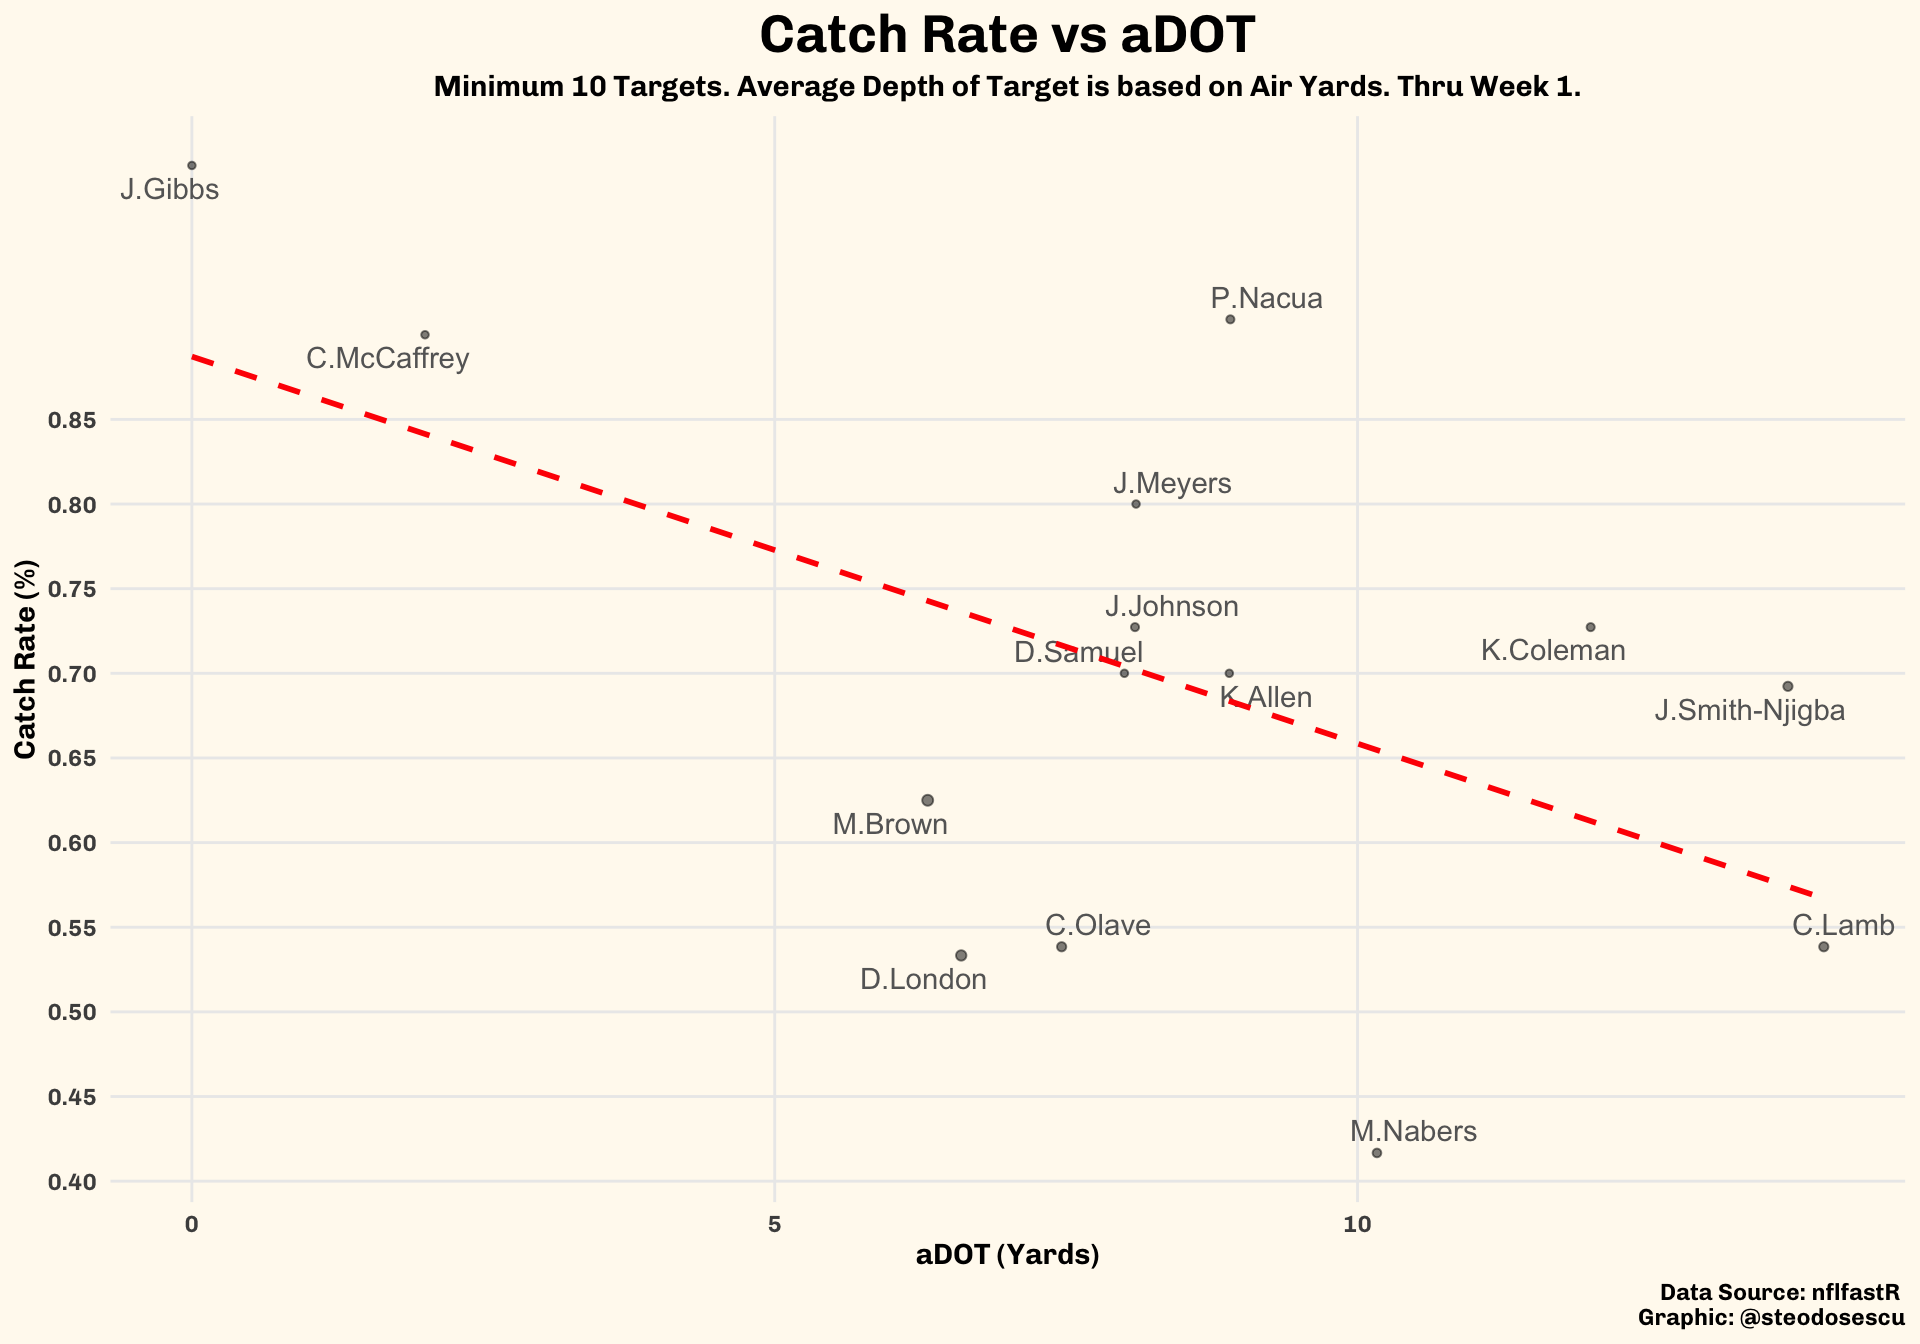 Catch Rate vs aDOT
Minimum 10 Targets. Average Depth of Target is based on Air Yards. Thru Week 1.
J.Gibbs
P.Nacua
C.McCaffrey
0.85
J.Meyers
0.80
0.75
J.Johnson
D.Samuel
K.Coleman
0.70
K.Allen
J.Smith-Njigba
Catch Rate (%)
0.65
M.Brown
0.60
C.Olave
C.Lamb
0.55
D.London
0.50
0.45
M.Nabers
0.40
0
5
10
aDOT (Yards)
Data Source: nflfastR
Graphic: @steodosescu